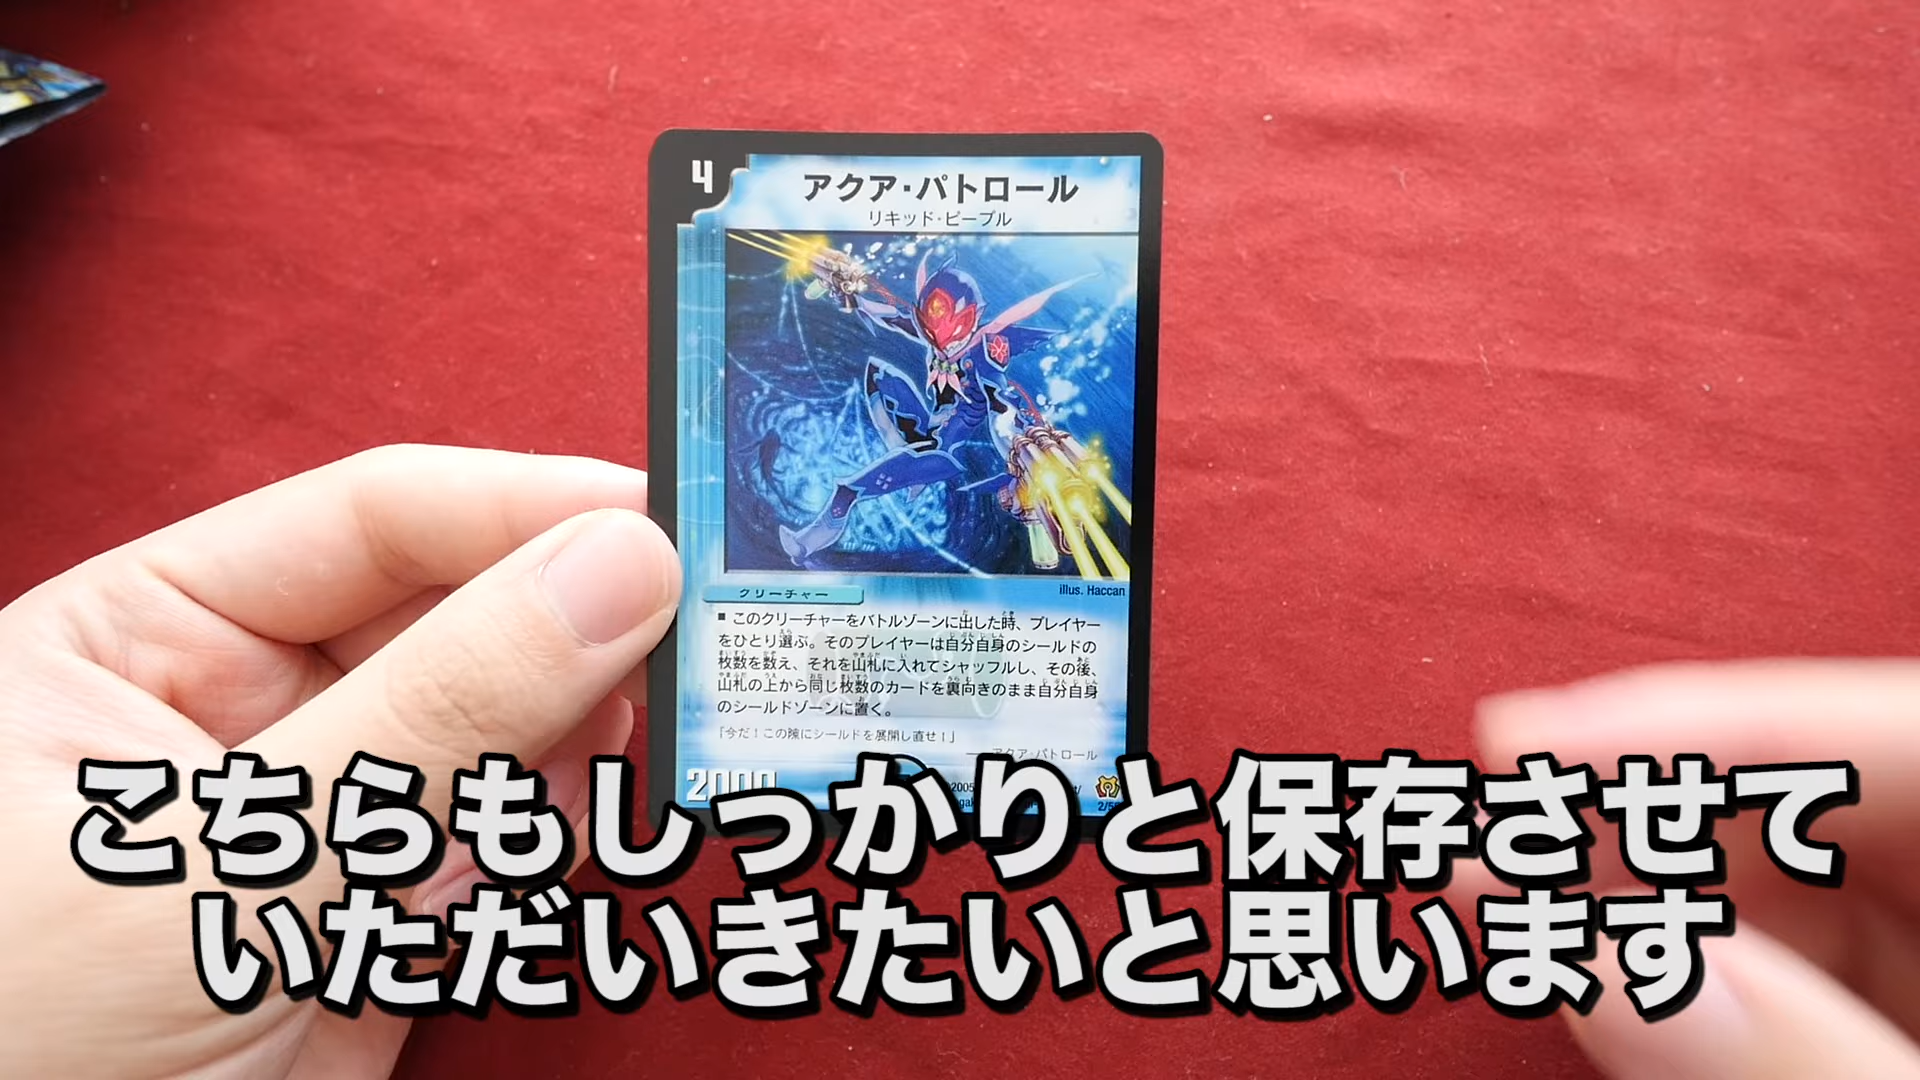 4
アクア・パトロール
リキッド・ピープル
illus. Haccan
クリーチャー
■ このクリーチャーをバトルゾーンに出した時、プレイヤー
をひとり選ぶ。そのプレイヤーは自分自身のシールドの
枚数を数え、それを山札に入れてシャッフルし、その後、
山札の上から同じ枚数のカードを裏向きのまま自分自身
のシールドゾーンに置く。
「今だ！この隙にシールドを展開し直せ！」
アクア・パトロール
2000
2005
こちらもしっかりと保存させて
いただいきたいと思います